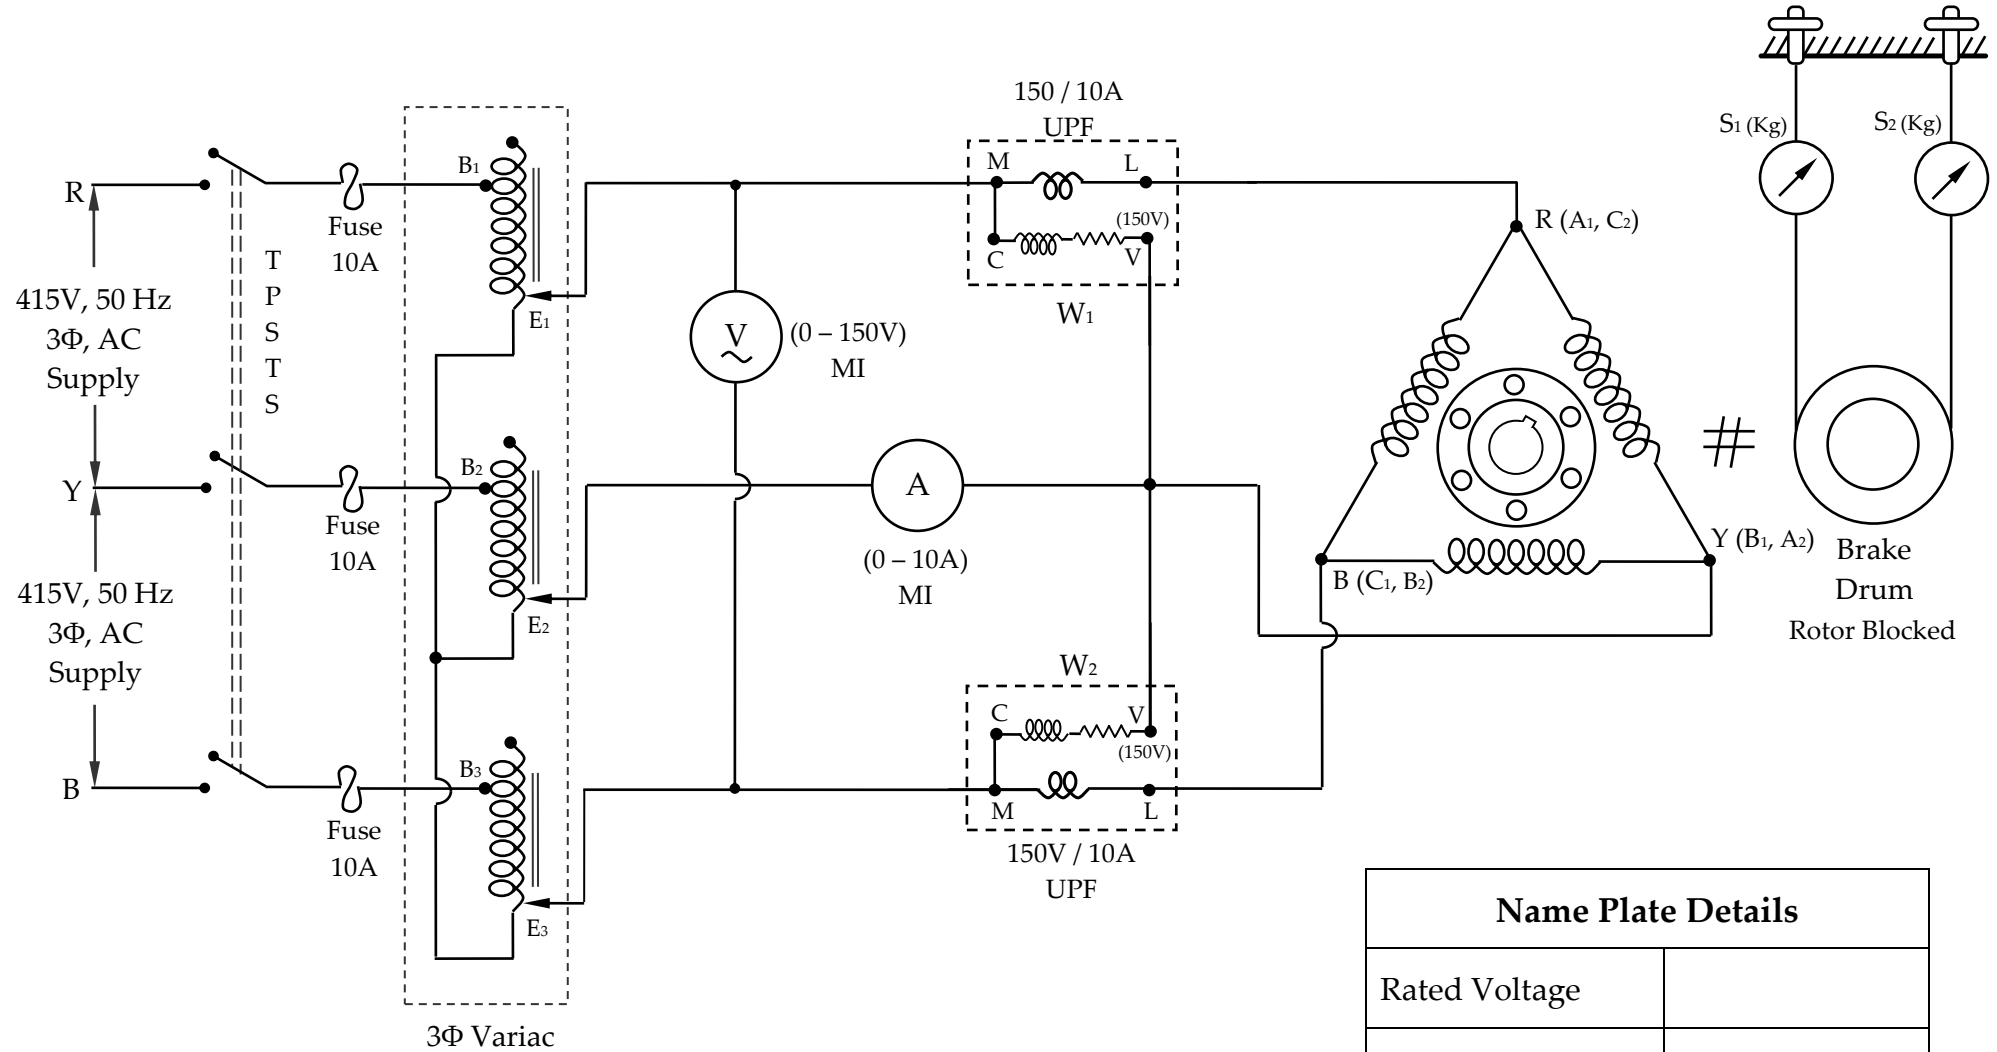 150 / 10A
UPF
S1 (Kg)
S2 (Kg)
M
L
B1
R
Fuse
10A
(150V)
C
V
R (A1, C2)
T
P
S
T
S
415V, 50 Hz
3Φ, AC
Supply
E1
W1
V
(0 – 150V)
MI
B2
Y
Fuse
10A
A
(0 – 10A)
MI
Y (B1, A2)
B (C1, B2)
Brake
Drum
Rotor Blocked
415V, 50 Hz
3Φ, AC
Supply
E2
W2
C
V
(150V)
B3
B
M
L
Fuse
10A
150V / 10A
UPF
E3
3Φ Variac
Name Plate Details
Rated Voltage